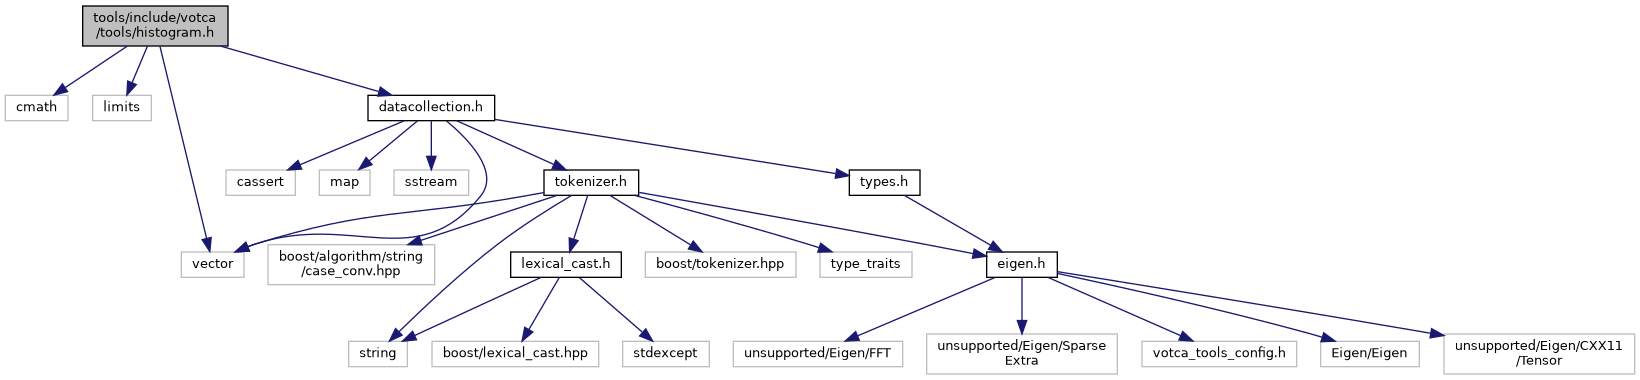 tools/include/votca
/tools/histogram.h
cmath
limits
datacollection.h
cassert
map
sstream
tokenizer.h
types.h
vector
boost/algorithm/string
/case_conv.hpp
lexical_cast.h
boost/tokenizer.hpp
type_traits
eigen.h
string
boost/lexical_cast.hpp
stdexcept
unsupported/Eigen/FFT
unsupported/Eigen/Sparse
Extra
votca_tools_config.h
Eigen/Eigen
unsupported/Eigen/CXX11
/Tensor